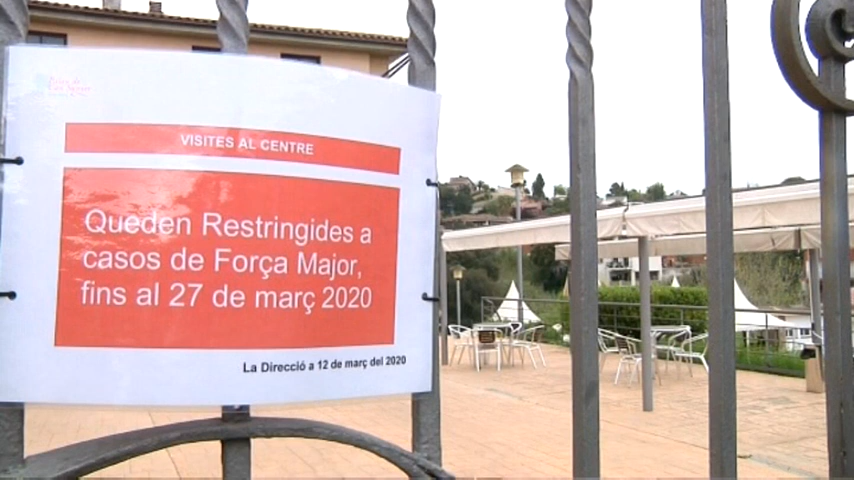 VISITES AL CENTRE
Queden Restringides a
casos de Força Major,
fins al 27 de març 2020
La Direcció a 12 de març del 2020